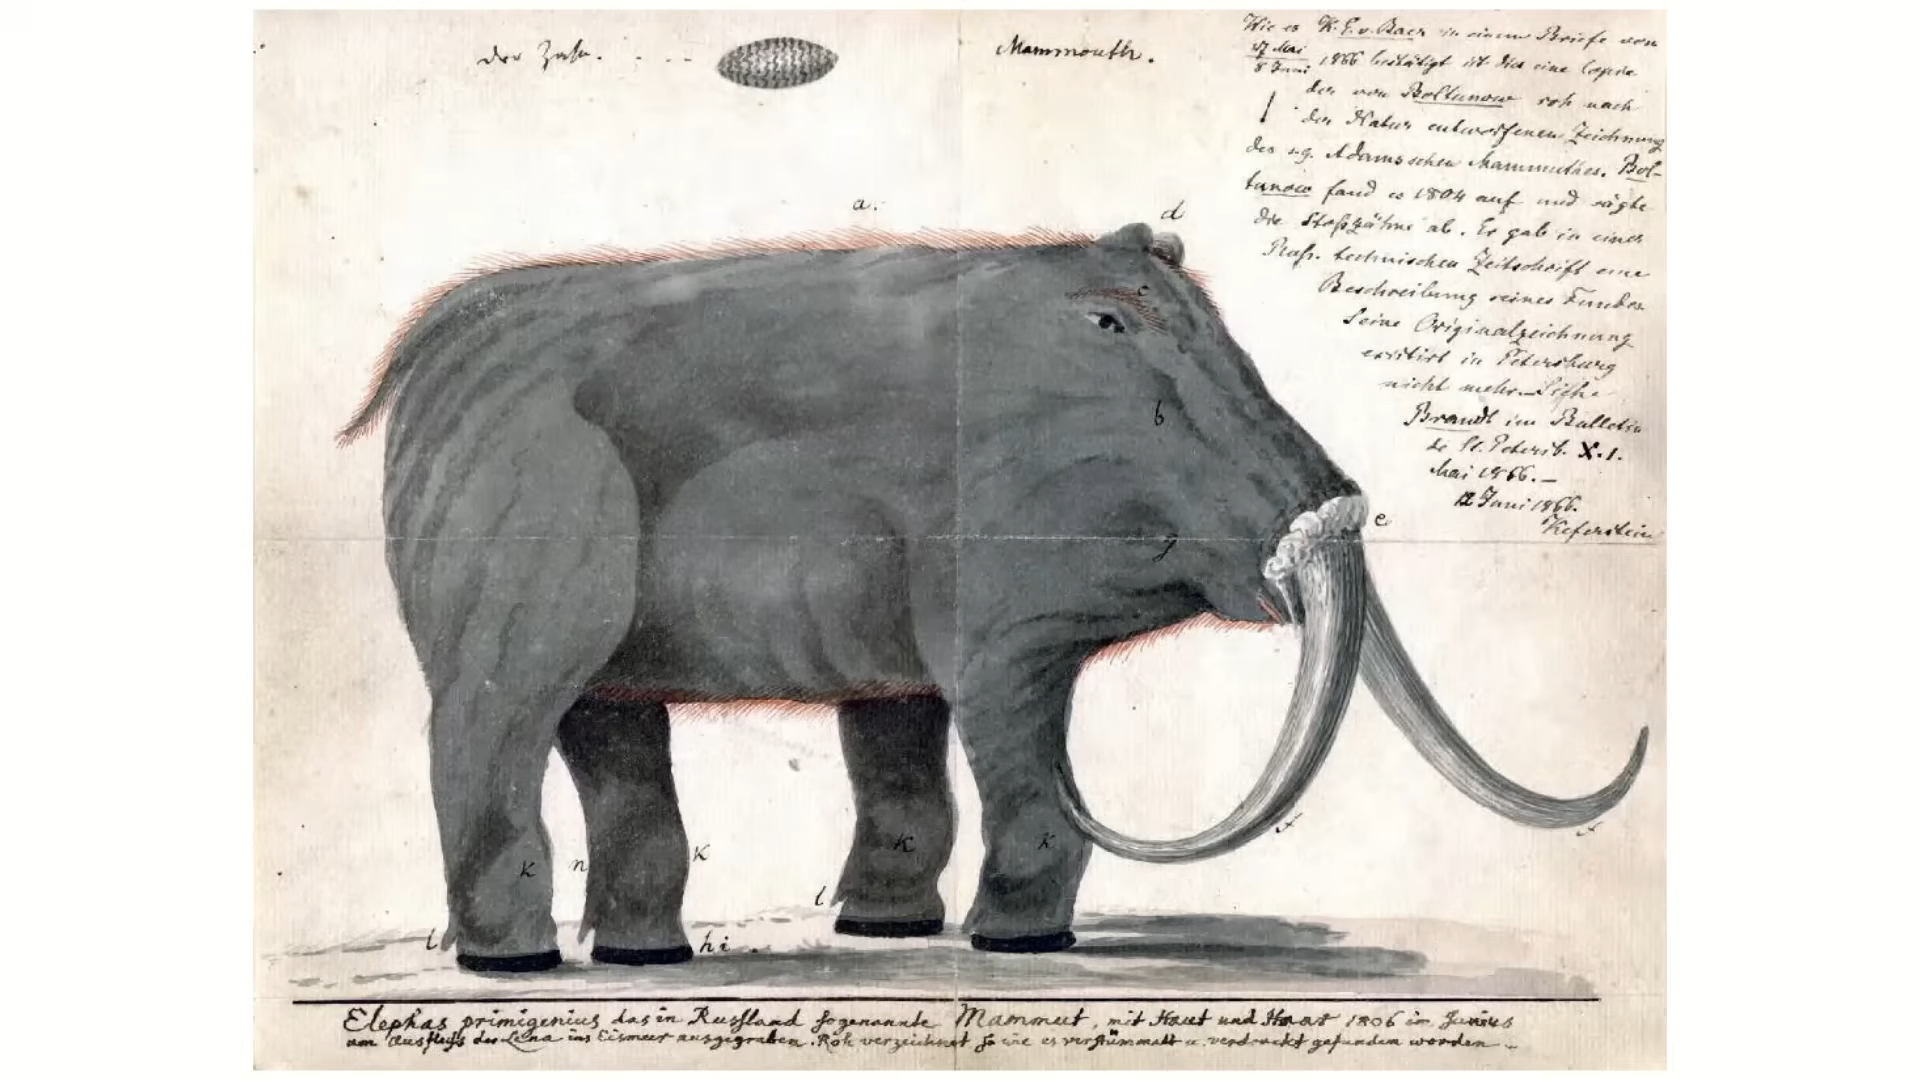 der Zahn. . . .
Mammouth.
Wie es K. E. v. Baer in einem Briefe vom
27 Mai
8 Juni 1866 bestätigt ist dies eine Copie
der von Boltunow roh nach
der Natur entworfenen Zeichnung
des s.g. Adamsschen Mammuthes. Bol-
tunow fand es 1804 auf und sägte
die Stoßzähne ab. Er gab in einer
Russ. technischen Zeitschrift eine
Beschreibung seines Fundes
Seine Originalzeichnung
existirt in Petersburg
nicht mehr. Siehe
Brandt im Bulletin
de St. Petersb. X. 1.
Mai 1866. —
12 Juni 1866.
Keferstein
a.
d
c
b
e
g
k
n
k
k
k
l
l
h i .
Elephas primigenius das in Russland sogenannte Mammut, mit Haut und Haar 1806 im Junius
am Ausfluss der Lena ins Eismeer ausgegraben. Roh verzeichnet so wie es verstümmelt u. verdreckt gefunden worden